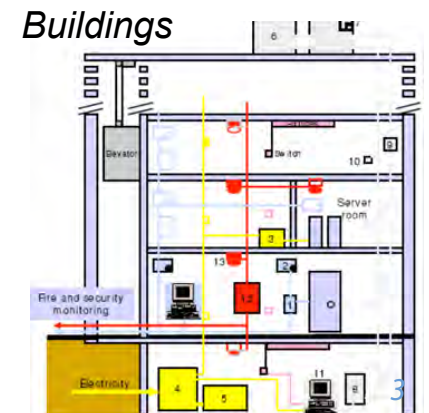 Buildings
6
Elevator
Switch
9
10
Server
room
3
13
2
12
1
Fire and security
monitoring
Electricity
4
5
11
8
3